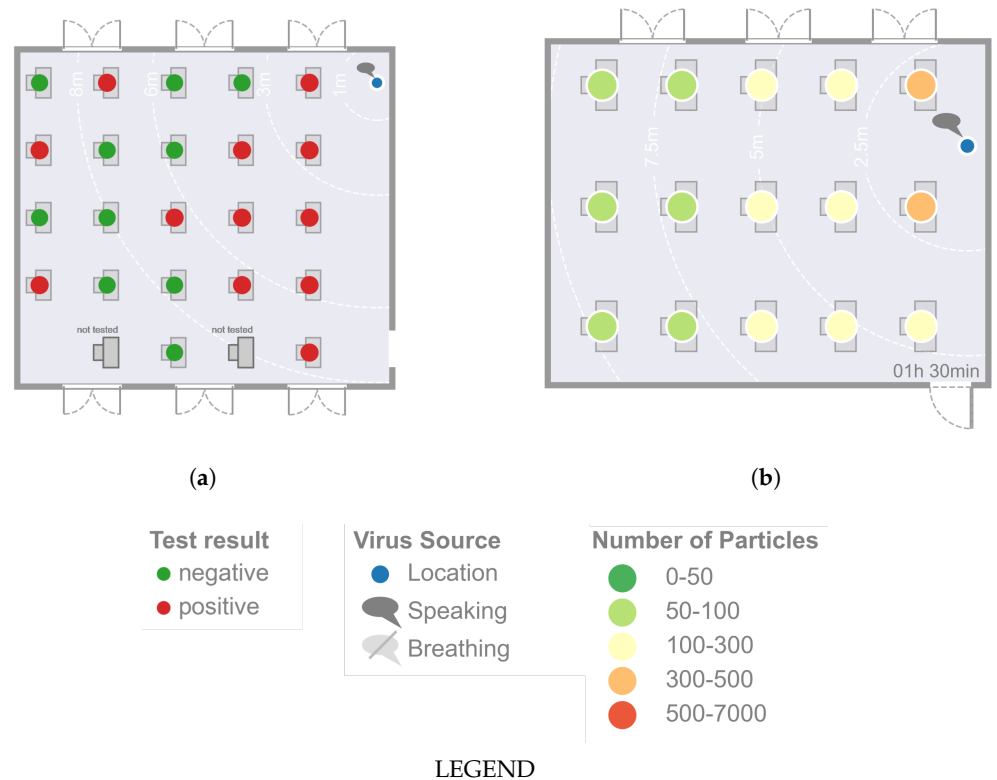 8m
6m
3m
1m
not tested
not tested
7.5m
5m
2.5m
01h 30min
(a)
(b)
Test result
negative
positive
Virus Source
Location
Speaking
Breathing
Number of Particles
0-50
50-100
100-300
300-500
500-7000
LEGEND